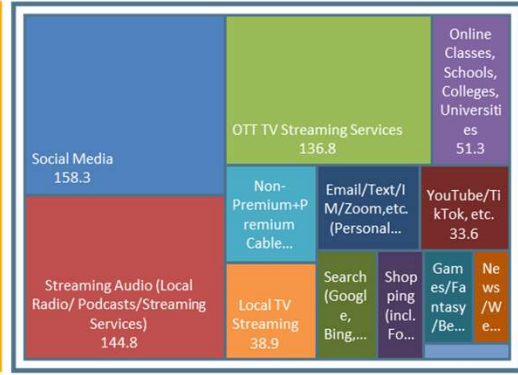 Social Media
158.3
Streaming Audio (Local
Radio/ Podcasts/Streaming
Services)
144.8
OTT TV Streaming Services
136.8
Online
Classes,
Schools,
Colleges,
Universiti
es
51.3
Non-
Premium+P
remium
Cable...
Local TV
Streaming
38.9
Email/Text/I
M/Zoom,etc.
(Personal...
YouTube/Ti
kTok, etc.
33.6
Search
(Googl
e,
Bing,...
Shop
ping
(incl.
Fo...
Gam
es/Fa
ntasy
/Be...
Ne
ws
/W
e...